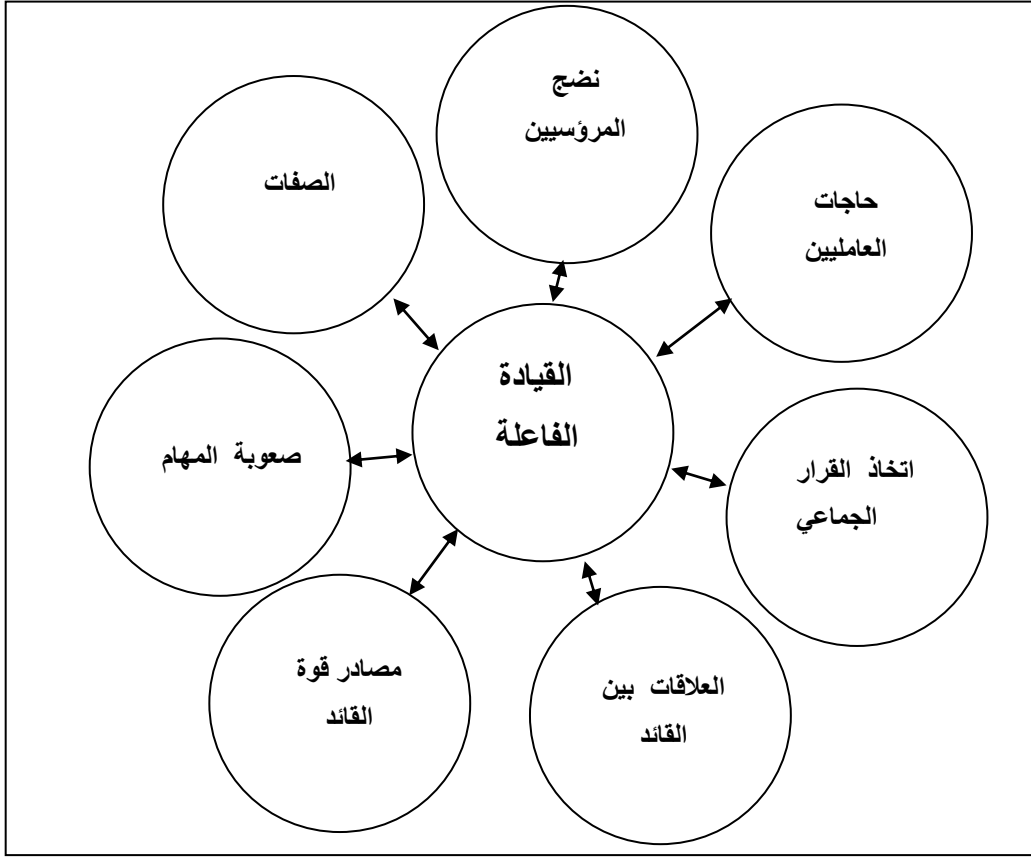 نضج
المرؤسيين
الصفات
حاجات
العامليين
القيادة
الفاعلة
صعوبة المهام
اتخاذ القرار
الجماعي
مصادر قوة
القائد
العلاقات بين
القائد